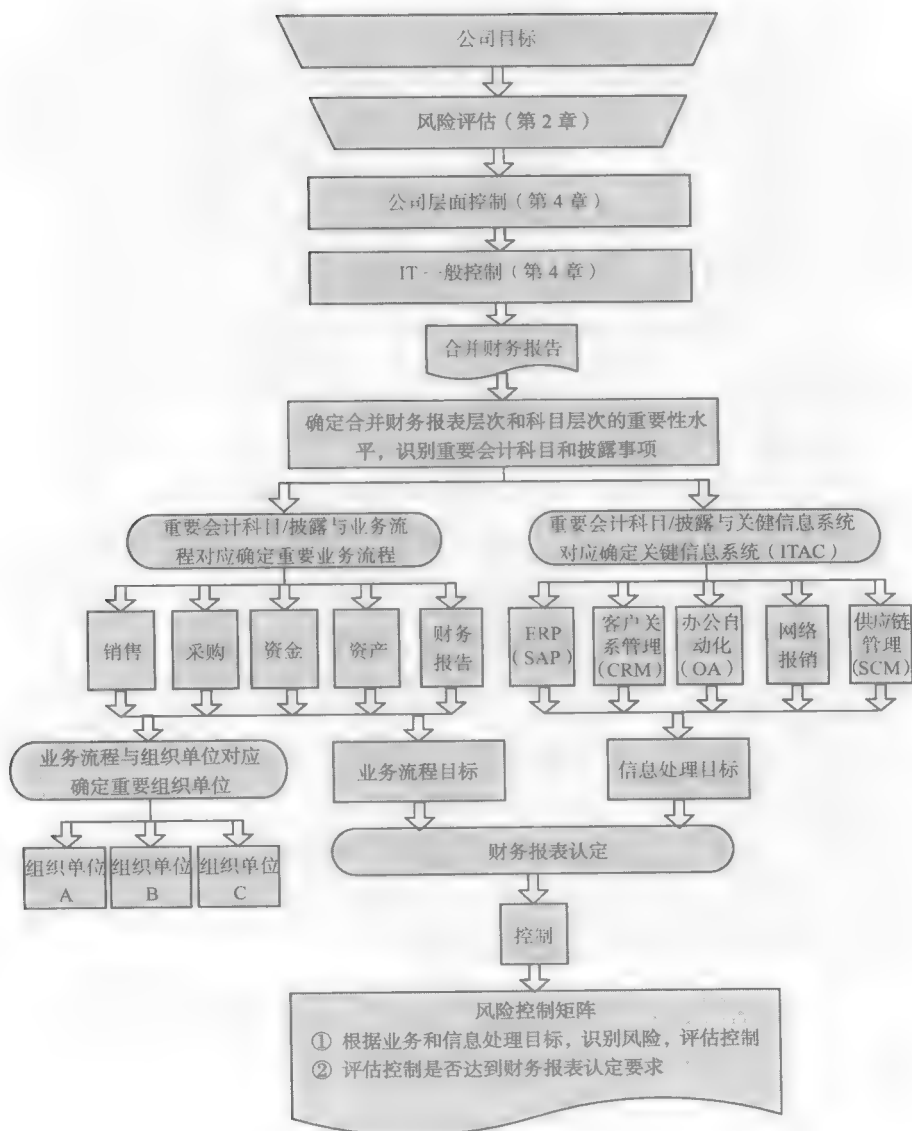 公司目标
风险评估（第2章）
公司层面控制（第4章）
IT一般控制（第4章）
合并财务报告
确定合并财务报表层次和科目层次的重要性水
平，识别重要会计科目和披露事项
重要会计科目/披露与业务流
程对应确定重要业务流程
重要会计科目/披露与关健信息系统
对应确定关键信息系统（ITAC）
销售
采购
资金
资产
财务
报告
ERP
（SAP）
客户关
系管理
(CRM)
办公自
动化
(OA)
网络
报销
供应链
管理
(SCM)
业务流程与组织单位对应
确定重要组织单位
业务流程目标
信息处理目标
组织单位
A
组织单位
B
组织单位
C
财务报表认定
控制
风险控制矩阵
① 根据业务和信息处理目标，识别风险，评估控制
② 评估控制是否达到财务报表认定要求